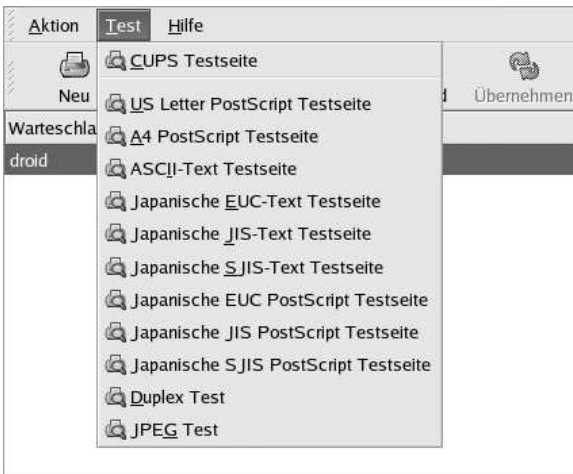 Aktion Test Hilfe
CUPS Testseite
Neu
Übernehmen
US Letter PostScript Testseite
Warteschla
A4 PostScript Testseite
droid
ASCII-Text Testseite
Japanische EUC-Text Testseite
Japanische JIS-Text Testseite
Japanische SJIS-Text Testseite
Japanische EUC PostScript Testseite
Japanische JIS PostScript Testseite
Japanische SJIS PostScript Testseite
Duplex Test
JPEG Test